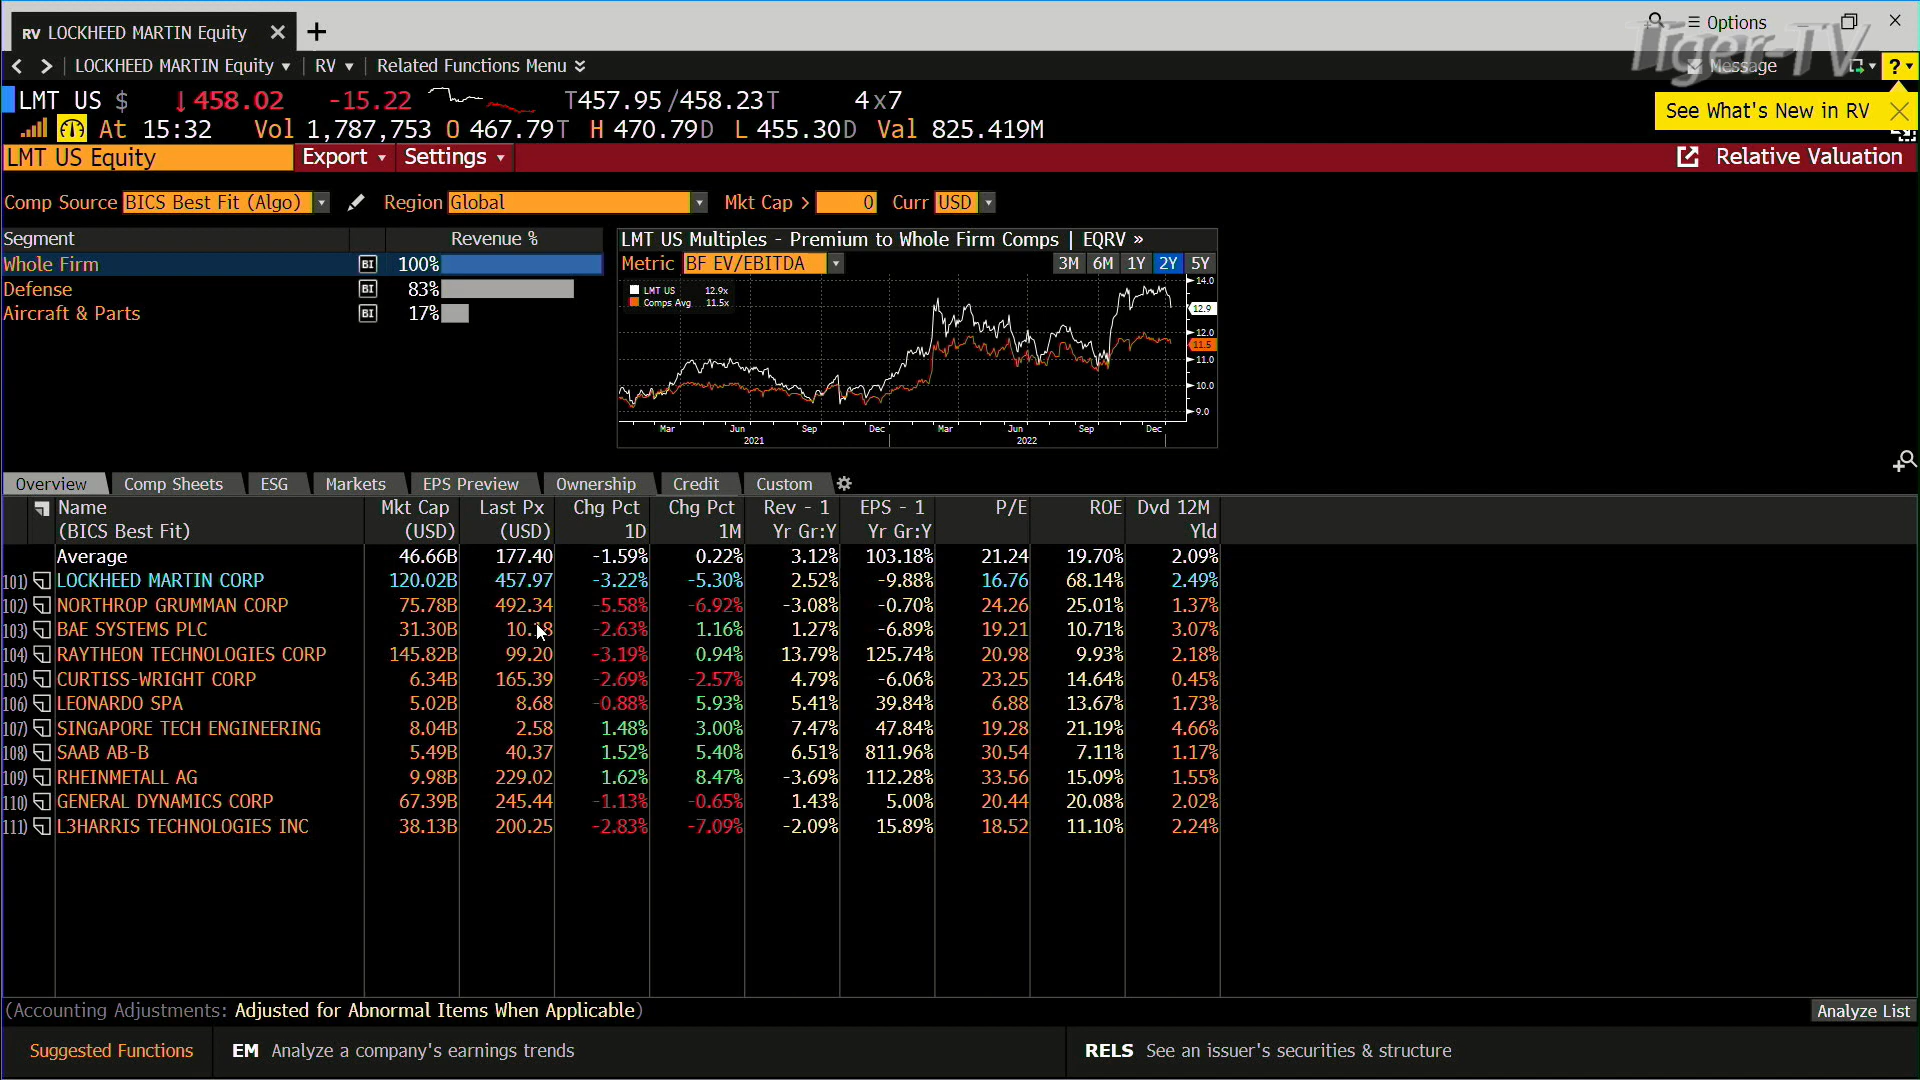 RV LOCKHEED MARTIN Equity
Options
LOCKHEED MARTIN Equity RV Related Functions Menu Message ?
Tiger-TV
LMT US $ ↓458.02 -15.22 T457.95/458.23T 4x7
See What's New in RV
At 15:32 Vol 1,787,753 O 467.79T H 470.79D L 455.30D Val 825.419M
LMT US Equity Export Settings Relative Valuation
Comp Source BICS Best Fit (Algo) Region Global Mkt Cap > 0 Curr USD
Segment Revenue %
Whole Firm BI 100%
Defense BI 83%
Aircraft & Parts BI 17%
LMT US Multiples - Premium to Whole Firm Comps | EQRV »
Metric BF EV/EBITDA 3M 6M 1Y 2Y 5Y
LMT US 12.9x
Comps Avg 11.5x
14.0
12.9
12.0
11.5
11.0
10.0
9.0
Mar Jun Sep Dec Mar Jun Sep Dec
2021 2022
Overview Comp Sheets ESG Markets EPS Preview Ownership Credit Custom
Name Mkt Cap Last Px Chg Pct Chg Pct Rev - 1 EPS - 1 P/E ROE Dvd 12M
(BICS Best Fit) (USD) (USD) 1D 1M Yr Gr:Y Yr Gr:Y Yld
Average 46.66B 177.40 -1.59% 0.22% 3.12% 103.18% 21.24 19.70% 2.09%
101) LOCKHEED MARTIN CORP 120.02B 457.97 -3.22% -5.30% 2.52% -9.88% 16.76 68.14% 2.49%
102) NORTHROP GRUMMAN CORP 75.78B 492.34 -5.58% -6.92% -3.08% -0.70% 24.26 25.01% 1.37%
103) BAE SYSTEMS PLC 31.30B 10.18 -2.63% 1.16% 1.27% -6.89% 19.21 10.71% 3.07%
104) RAYTHEON TECHNOLOGIES CORP 145.82B 99.20 -3.19% 0.94% 13.79% 125.74% 20.98 9.93% 2.18%
105) CURTISS-WRIGHT CORP 6.34B 165.39 -2.69% -2.57% 4.79% -6.06% 23.25 14.64% 0.45%
106) LEONARDO SPA 5.02B 8.68 -0.88% 5.93% 5.41% 39.84% 6.88 13.67% 1.73%
107) SINGAPORE TECH ENGINEERING 8.04B 2.58 1.48% 3.00% 7.47% 47.84% 19.28 21.19% 4.66%
108) SAAB AB-B 5.49B 40.37 1.52% 5.40% 6.51% 811.96% 30.54 7.11% 1.17%
109) RHEINMETALL AG 9.98B 229.02 1.62% 8.47% -3.69% 112.28% 33.56 15.09% 1.55%
110) GENERAL DYNAMICS CORP 67.39B 245.44 -1.13% -0.65% 1.43% 5.00% 20.44 20.08% 2.02%
111) L3HARRIS TECHNOLOGIES INC 38.13B 200.25 -2.83% -7.09% -2.09% 15.89% 18.52 11.10% 2.24%
(Accounting Adjustments: Adjusted for Abnormal Items When Applicable) Analyze List
Suggested Functions EM Analyze a company's earnings trends RELS See an issuer's securities & structure